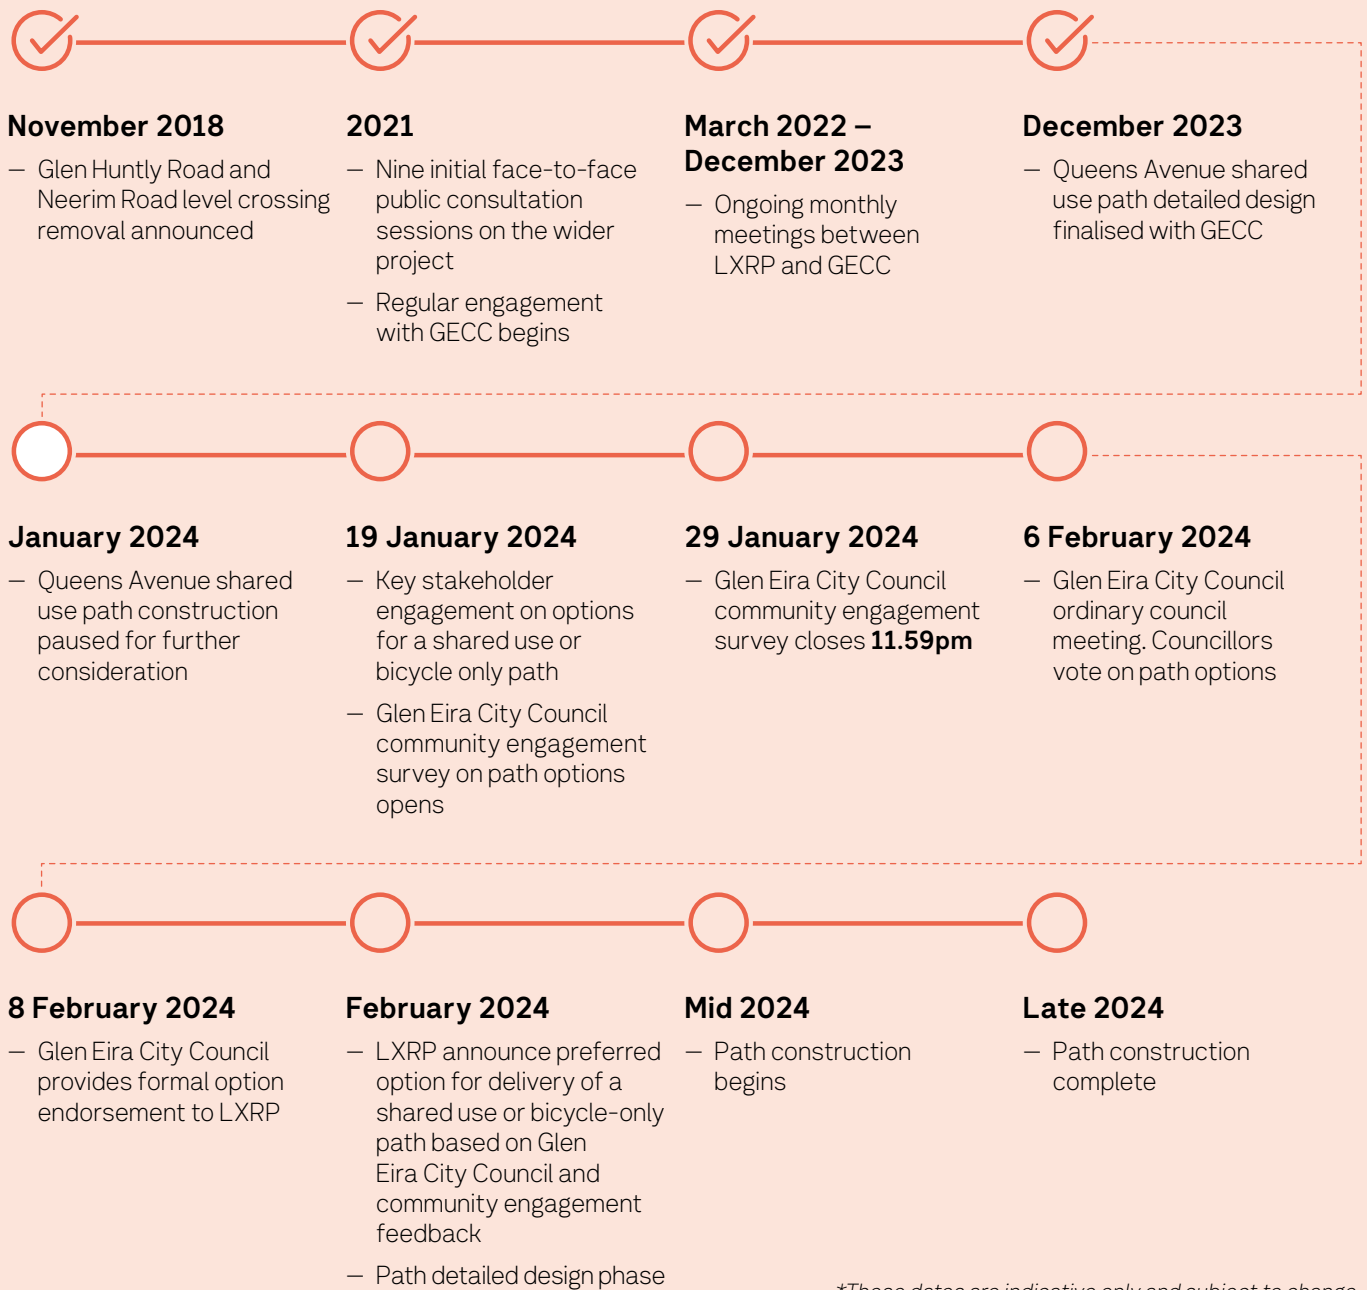 November 2018
— Glen Huntly Road and
Neerim Road level crossing
removal announced
2021
— Nine initial face-to-face
public consultation
sessions on the wider
project
— Regular engagement
with GECC begins
March 2022 –
December 2023
— Ongoing monthly
meetings between
LXRP and GECC
December 2023
— Queens Avenue shared
use path detailed design
finalised with GECC
January 2024
— Queens Avenue shared
use path construction
paused for further
consideration
19 January 2024
— Key stakeholder
engagement on options
for a shared use or
bicycle only path
— Glen Eira City Council
community engagement
survey on path options
opens
29 January 2024
— Glen Eira City Council
community engagement
survey closes 11.59pm
6 February 2024
— Glen Eira City Council
ordinary council
meeting. Councillors
vote on path options
8 February 2024
— Glen Eira City Council
provides formal option
endorsement to LXRP
February 2024
— LXRP announce preferred
option for delivery of a
shared use or bicycle-only
path based on Glen
Eira City Council and
community engagement
feedback
— Path detailed design phase
Mid 2024
— Path construction
begins
Late 2024
— Path construction
complete
*These dates are indicative only and subject to change